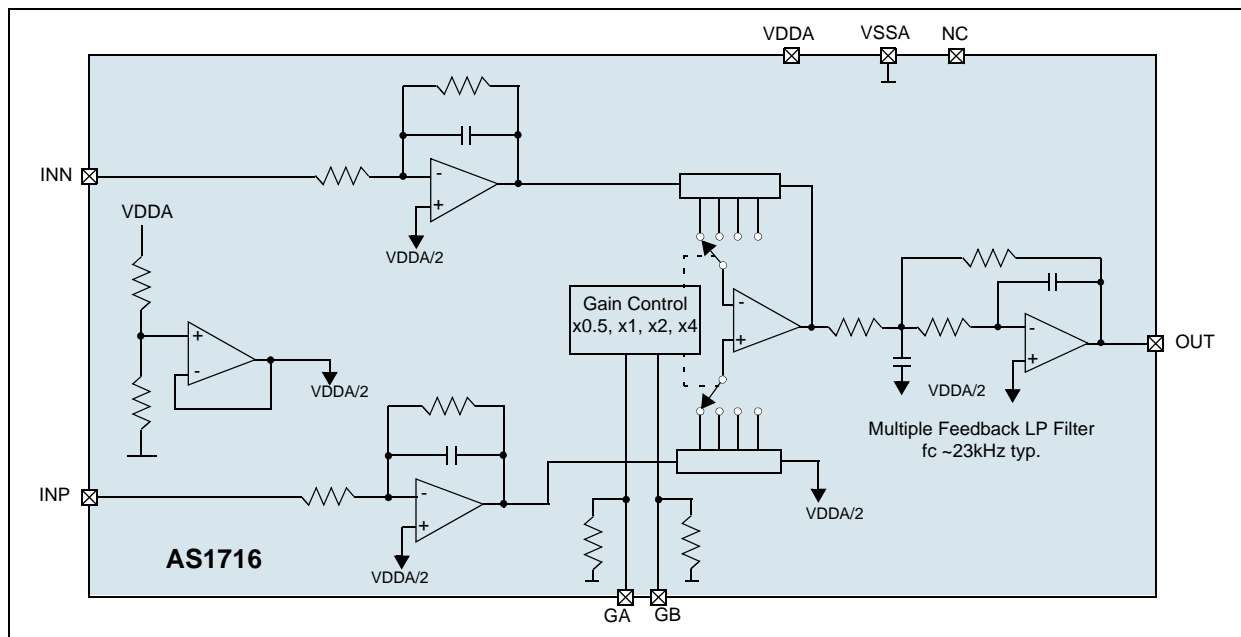 VDDA VSSA NC
INN
VDDA
VDDA/2
Gain Control
x0.5, x1, x2, x4
-
+
-
+
-
+
-
+
-
+
OUT
VDDA/2
VDDA/2
Multiple Feedback LP Filter
fc ~23kHz typ.
INP
VDDA/2
VDDA/2
AS1716
GA GB